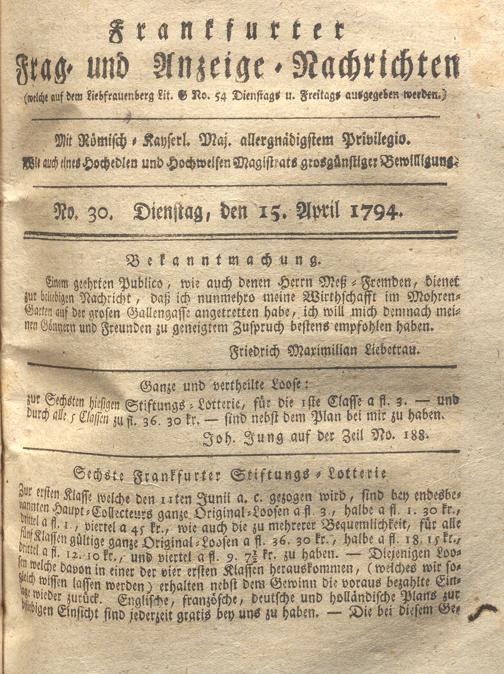 Frankfurter
Frag- und Anzeige-Nachrichten
(welche auf dem Liebfrauenberg Lit. G No. 54 Dienstags u. Freitags ausgegeben werden.)
Mit Römisch-Kayserl. Maj. allergnädigstem Privilegio.
Wie auch eines Hochedlen und Hochweisen Magistrats grosgünstiger Bewilligung.
No. 30. Dienstag, den 15. April 1794.
Bekanntmachung.
Einem geehrten Publico, wie auch denen Herrn Meß-Fremden, dienet
zur beliebigen Nachricht, daß ich nunmehro meine Wirthschafft im Mohren-
Garten auf der grosen Gallengasse angetretten habe, ich will mich demnach mei-
nen Gönnern und Freunden zu geneigtem Zuspruch bestens empfohlen haben.
Friedrich Maximilian Liebetrau.
Ganze und vertheilte Loose:
zur Sechsten hiesigen Stiftungs-Lotterie, für die 1ste Classe a fl. 3. — und
durch alle 5 Classen zu fl. 36. 30 kr. — sind nebst dem Plan bei mir zu haben.
Joh. Jung auf der Zeil No. 188.
Sechste Frankfurter Stiftungs-Lotterie
Zur ersten Klasse welche den 11ten Junii a. c. gezogen wird, sind bey endesbe-
nannten Haupt-Collecteurs ganze Original-Loosen a fl. 3, halbe a fl. 1. 30 kr.,
drittel a fl. 1, viertel a 45 kr., wie auch die zu mehrerer Bequemlichkeit, für alle
fünf Klassen gültige ganze Original-Loosen a fl. 36. 30 kr., halbe a fl. 18. 15 kr.,
drittel a fl. 12. 10 kr., und viertel a fl. 9. 7½ kr. zu haben. — Diejenigen Loo-
sen welche davon in einer der vier ersten Klassen herauskommen, (welches wir so-
gleich wissen lassen werden) erhalten nebst dem Gewinn die voraus bezahlte Ein-
lage wieder zurück. Englische, französche, deutsche und holländische Plans zur
beliebigen Einsicht sind jederzeit gratis bey uns zu haben. — Die bei diesem Ge-